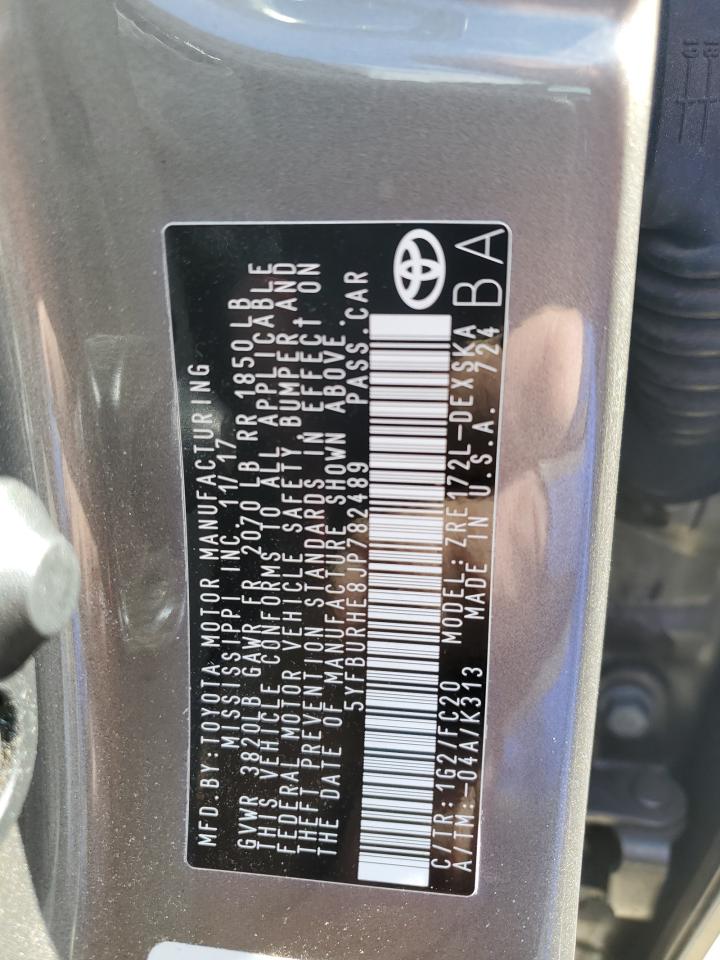 MFD.BY:TOYOTA MOTOR MANUFACTURING
MISSISSIPPI INC. 11/17
GVWR 3820LB GAWR FR 2070 LB RR 1850 LB
THIS VEHICLE CONFORMS TO ALL APPLICABLE
FEDERAL MOTOR VEHICLE SAFETY, BUMPER AND
THEFT PREVENTION STANDARDS IN EFFECT ON
THE DATE OF MANUFACTURE SHOWN ABOVE.
5YFBURHE8JP782489 PASS.CAR
C/TR:1G2/FC20 MODEL:ZRE172L-DEXSKA
A/TM:-04A/K313 MADE IN U.S.A. 724
BA